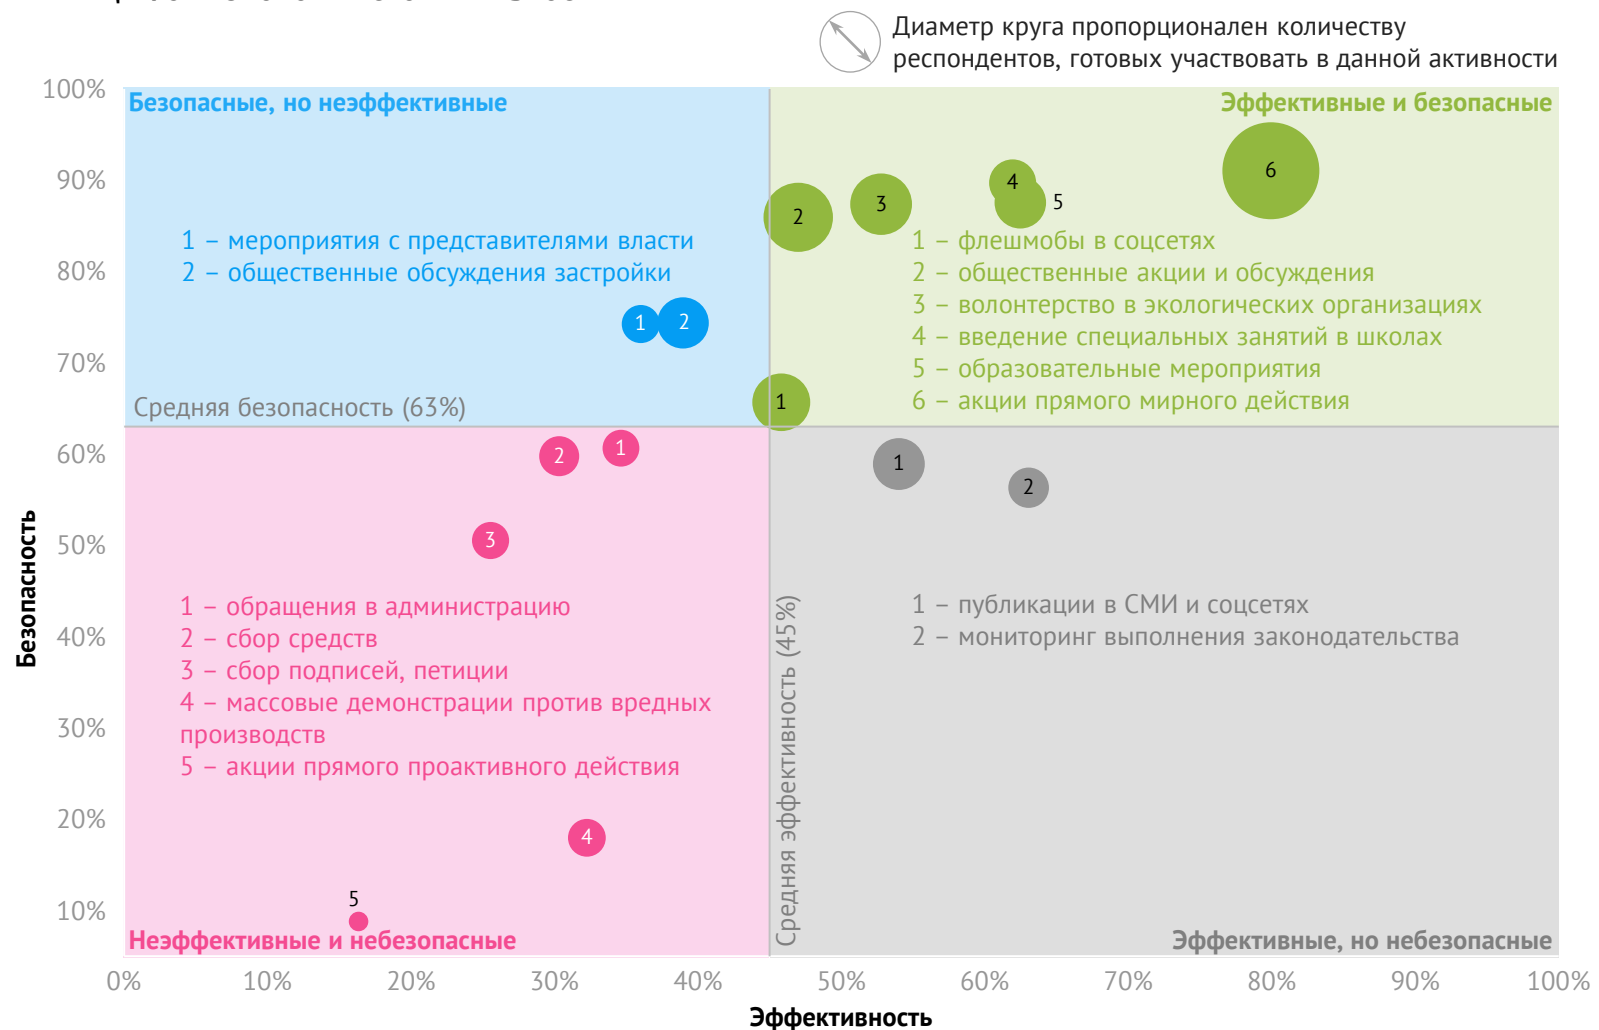 Диаметр круга пропорционален количеству
респондентов, готовых участвовать в данной активности
100%
90%
80%
70%
60%
50%
40%
30%
20%
10%
Безопасность
Безопасные, но неэффективные
1 – мероприятия с представителями власти
2 – общественные обсуждения застройки
1
2
Средняя безопасность (63%)
Эффективные и безопасные
6
4
5
3
2
1 – флешмобы в соцсетях
2 – общественные акции и обсуждения
3 – волонтерство в экологических организациях
4 – введение специальных занятий в школах
5 – образовательные мероприятия
6 – акции прямого мирного действия
1
2
1
3
1 – обращения в администрацию
2 – сбор средств
3 – сбор подписей, петиции
4 – массовые демонстрации против вредных
производств
5 – акции прямого проактивного действия
4
5
Неэффективные и небезопасные
Средняя эффективность (45%)
1
2
1 – публикации в СМИ и соцсетях
2 – мониторинг выполнения законодательства
Эффективные, но небезопасные
0%
10%
20%
30%
40%
50%
60%
70%
80%
90%
100%
Эффективность